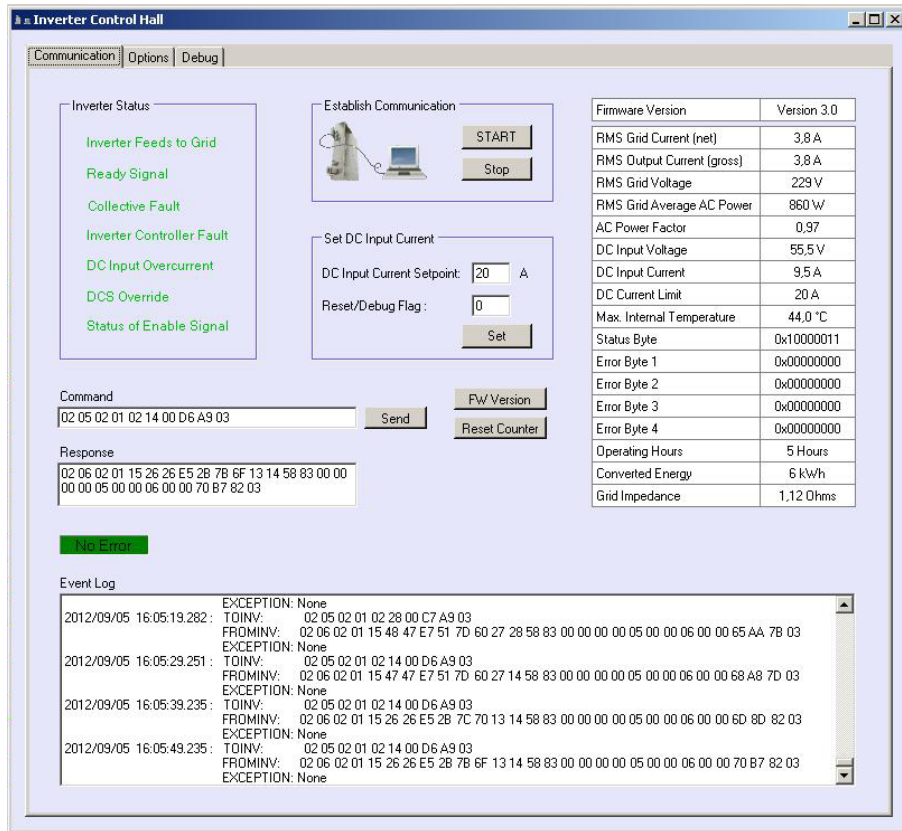 Inverter Control Hall
Communication Options Debug
Inverter Status
Inverter Feeds to Grid
Ready Signal
Collective Fault
Inverter Controller Fault
DC Input Overcurrent
DCS Override
Status of Enable Signal
Establish Communication
START
Stop
Set DC Input Current
DC Input Current Setpoint: 20 A
Reset/Debug Flag : 0
Set
Firmware Version Version 3.0
RMS Grid Current (net) 3,8 A
RMS Output Current (gross) 3,8 A
RMS Grid Voltage 229 V
RMS Grid Average AC Power 860 W
AC Power Factor 0,97
DC Input Voltage 55,5 V
DC Input Current 9,5 A
DC Current Limit 20 A
Max. Internal Temperature 44,0 °C
Status Byte 0x10000011
Error Byte 1 0x00000000
Error Byte 2 0x00000000
Error Byte 3 0x00000000
Error Byte 4 0x00000000
Operating Hours 5 Hours
Converted Energy 6 kWh
Grid Impedance 1,12 Ohms
Command
02 05 02 01 02 14 00 D6 A9 03
Send
FW Version
Reset Counter
Response
02 06 02 01 15 26 26 E5 2B 7B 6F 13 14 58 83 00 00
00 00 05 00 00 06 00 00 70 B7 82 03
No Error
Event Log
EXCEPTION: None
2012/09/05 16:05:19.282 : TOINV: 02 05 02 01 02 28 00 C7 A9 03
FROMINV: 02 06 02 01 15 48 47 E7 51 7D 60 27 28 58 83 00 00 00 00 05 00 00 06 00 00 65 AA 7B 03
EXCEPTION: None
2012/09/05 16:05:29.251 : TOINV: 02 05 02 01 02 14 00 D6 A9 03
FROMINV: 02 06 02 01 15 47 47 E7 51 7D 60 27 14 58 83 00 00 00 00 05 00 00 06 00 00 68 A8 7D 03
EXCEPTION: None
2012/09/05 16:05:39.235 : TOINV: 02 05 02 01 02 14 00 D6 A9 03
FROMINV: 02 06 02 01 15 26 26 E5 2B 7C 70 13 14 58 83 00 00 00 00 05 00 00 06 00 00 6D 8D 82 03
EXCEPTION: None
2012/09/05 16:05:49.235 : TOINV: 02 05 02 01 02 14 00 D6 A9 03
FROMINV: 02 06 02 01 15 26 26 E5 2B 7B 6F 13 14 58 83 00 00 00 00 05 00 00 06 00 00 70 B7 82 03
EXCEPTION: None